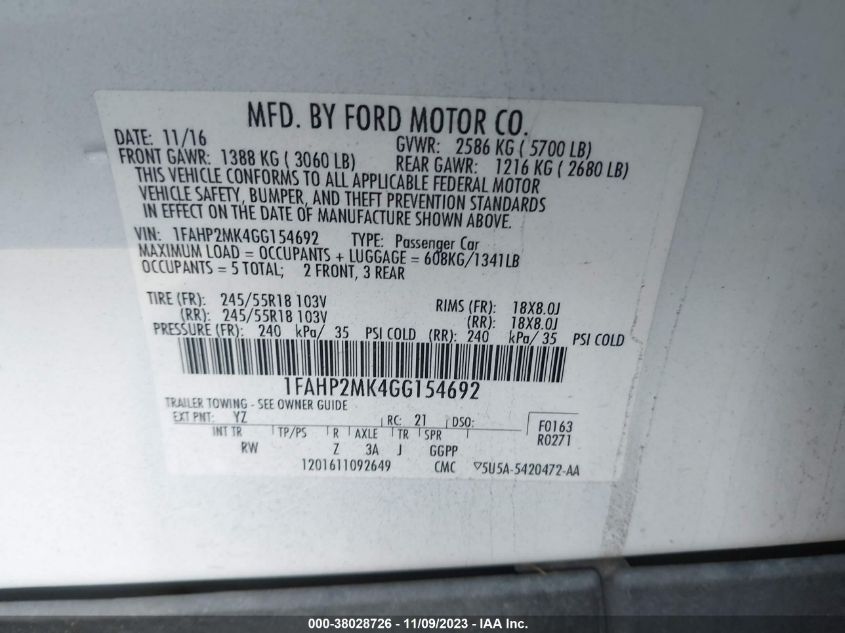 MFD. BY FORD MOTOR CO.
DATE: 11/16 GVWR: 2586 KG ( 5700 LB)
FRONT GAWR: 1388 KG ( 3060 LB) REAR GAWR: 1216 KG ( 2680 LB)
THIS VEHICLE CONFORMS TO ALL APPLICABLE FEDERAL MOTOR
VEHICLE SAFETY, BUMPER, AND THEFT PREVENTION STANDARDS
IN EFFECT ON THE DATE OF MANUFACTURE SHOWN ABOVE.
VIN: 1FAHP2MK4GG154692 TYPE: Passenger Car
MAXIMUM LOAD = OCCUPANTS + LUGGAGE = 608KG/1341LB
OCCUPANTS = 5 TOTAL; 2 FRONT, 3 REAR
TIRE (FR): 245/55R18 103V RIMS (FR): 18X8.0J
(RR): 245/55R18 103V (RR): 18X8.0J
PRESSURE (FR): 240 kPa/ 35 PSI COLD (RR): 240 kPa/ 35 PSI COLD
1FAHP2MK4GG154692
TRAILER TOWING - SEE OWNER GUIDE
EXT PNT: YZ RC: 21 DSO: F0163
R0271
INT TR TP/PS R AXLE TR SPR
RW Z 3A J GGPP
1201611092649 CMC 5U5A-5420472-AA
000-38028726 - 11/09/2023 - IAA Inc.